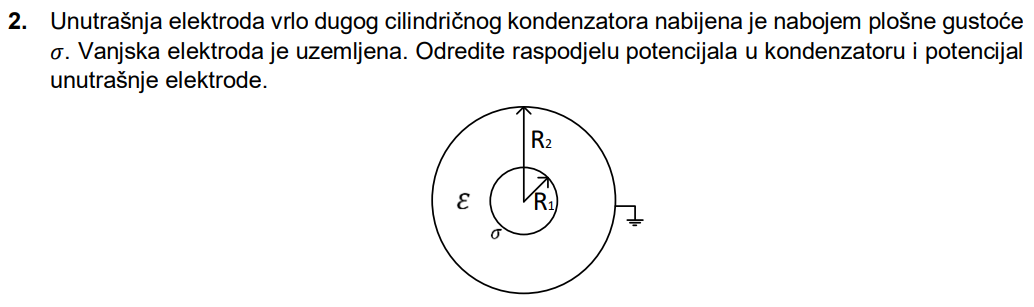 2. Unutrašnja elektroda vrlo dugog cilindričnog kondenzatora nabijena je nabojem plošne gustoće
σ. Vanjska elektroda je uzemljena. Odredite raspodjelu potencijala u kondenzatoru i potencijal
unutrašnje elektrode.
R₂
ε
R₁
σ